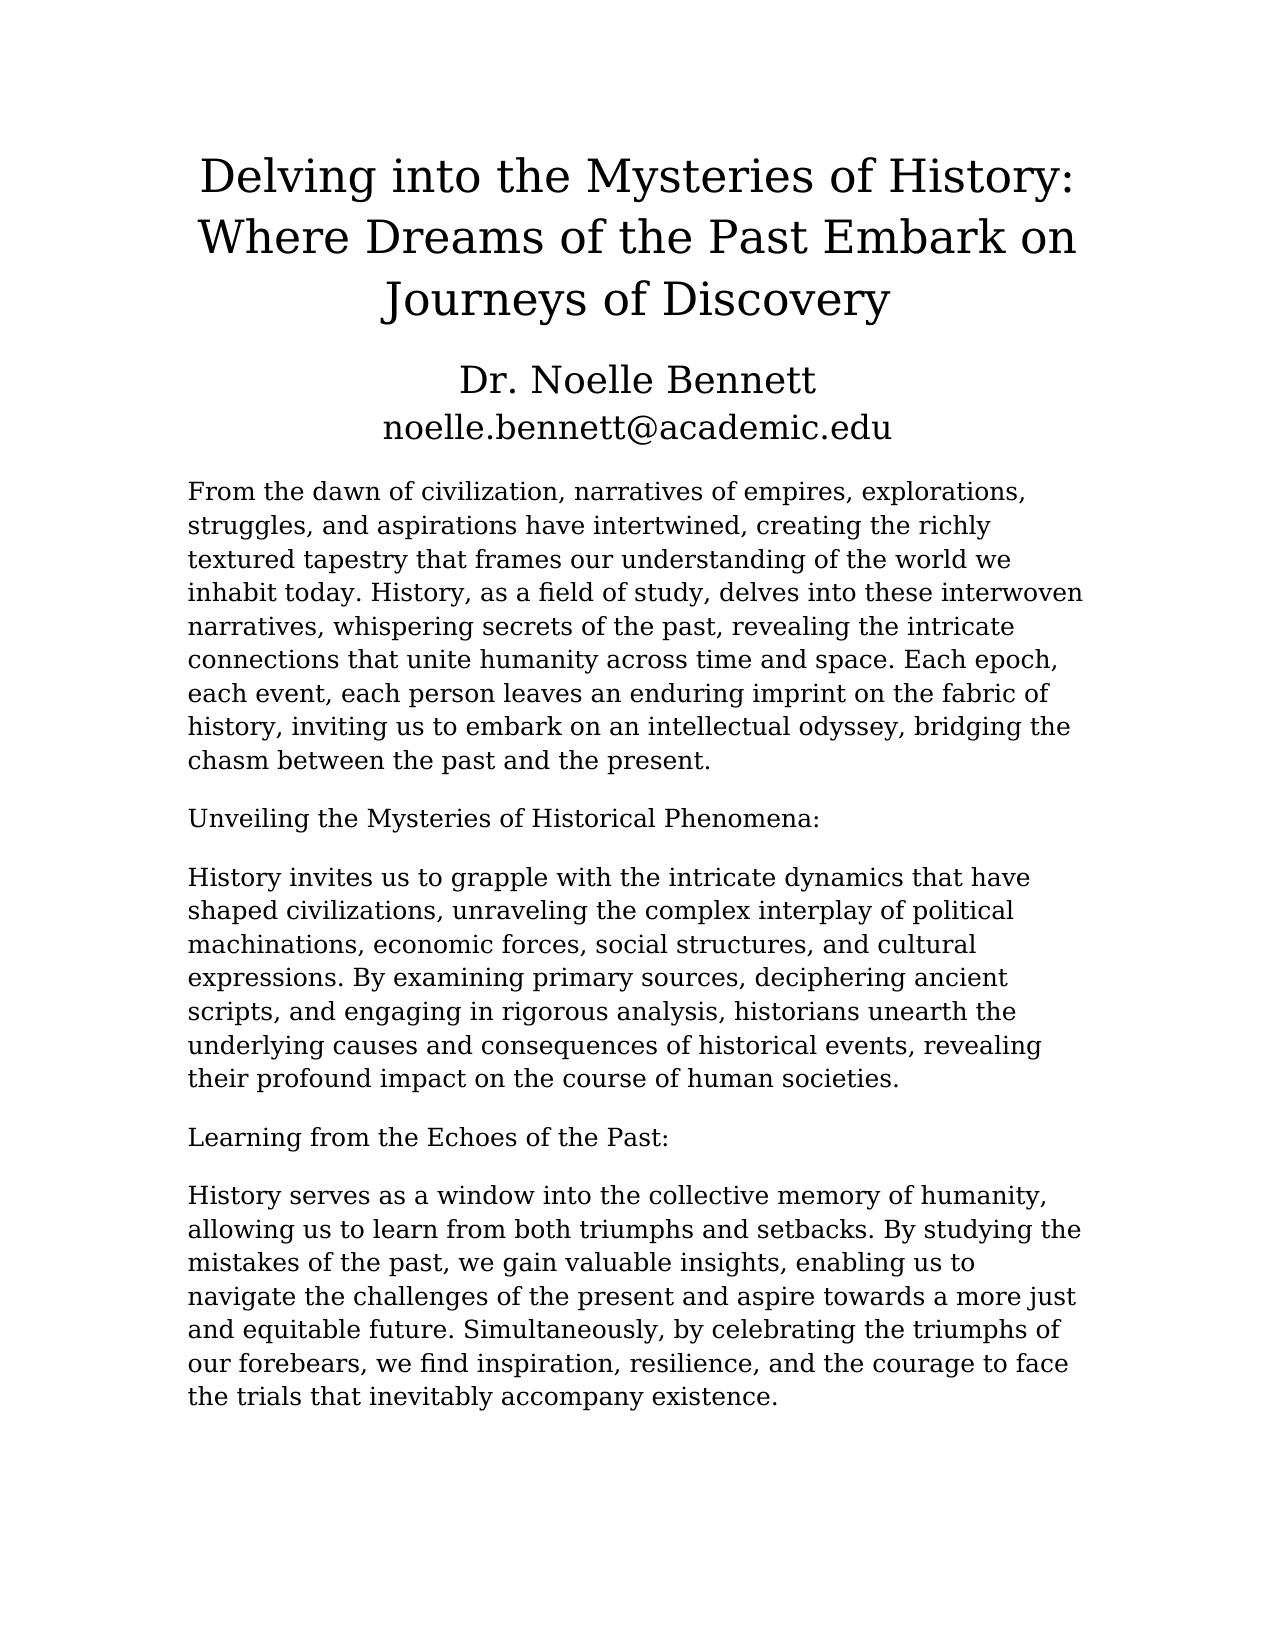 Delving into the Mysteries of History:
Where Dreams of the Past Embark on
Journeys of Discovery
Dr. Noelle Bennett
noelle.bennett@academic.edu
From the dawn of civilization, narratives of empires, explorations,
struggles, and aspirations have intertwined, creating the richly
textured tapestry that frames our understanding of the world we
inhabit today. History, as a field of study, delves into these interwoven
narratives, whispering secrets of the past, revealing the intricate
connections that unite humanity across time and space. Each epoch,
each event, each person leaves an enduring imprint on the fabric of
history, inviting us to embark on an intellectual odyssey, bridging the
chasm between the past and the present.
Unveiling the Mysteries of Historical Phenomena:
History invites us to grapple with the intricate dynamics that have
shaped civilizations, unraveling the complex interplay of political
machinations, economic forces, social structures, and cultural
expressions. By examining primary sources, deciphering ancient
scripts, and engaging in rigorous analysis, historians unearth the
underlying causes and consequences of historical events, revealing
their profound impact on the course of human societies.
Learning from the Echoes of the Past:
History serves as a window into the collective memory of humanity,
allowing us to learn from both triumphs and setbacks. By studying the
mistakes of the past, we gain valuable insights, enabling us to
navigate the challenges of the present and aspire towards a more just
and equitable future. Simultaneously, by celebrating the triumphs of
our forebears, we find inspiration, resilience, and the courage to face
the trials that inevitably accompany existence.